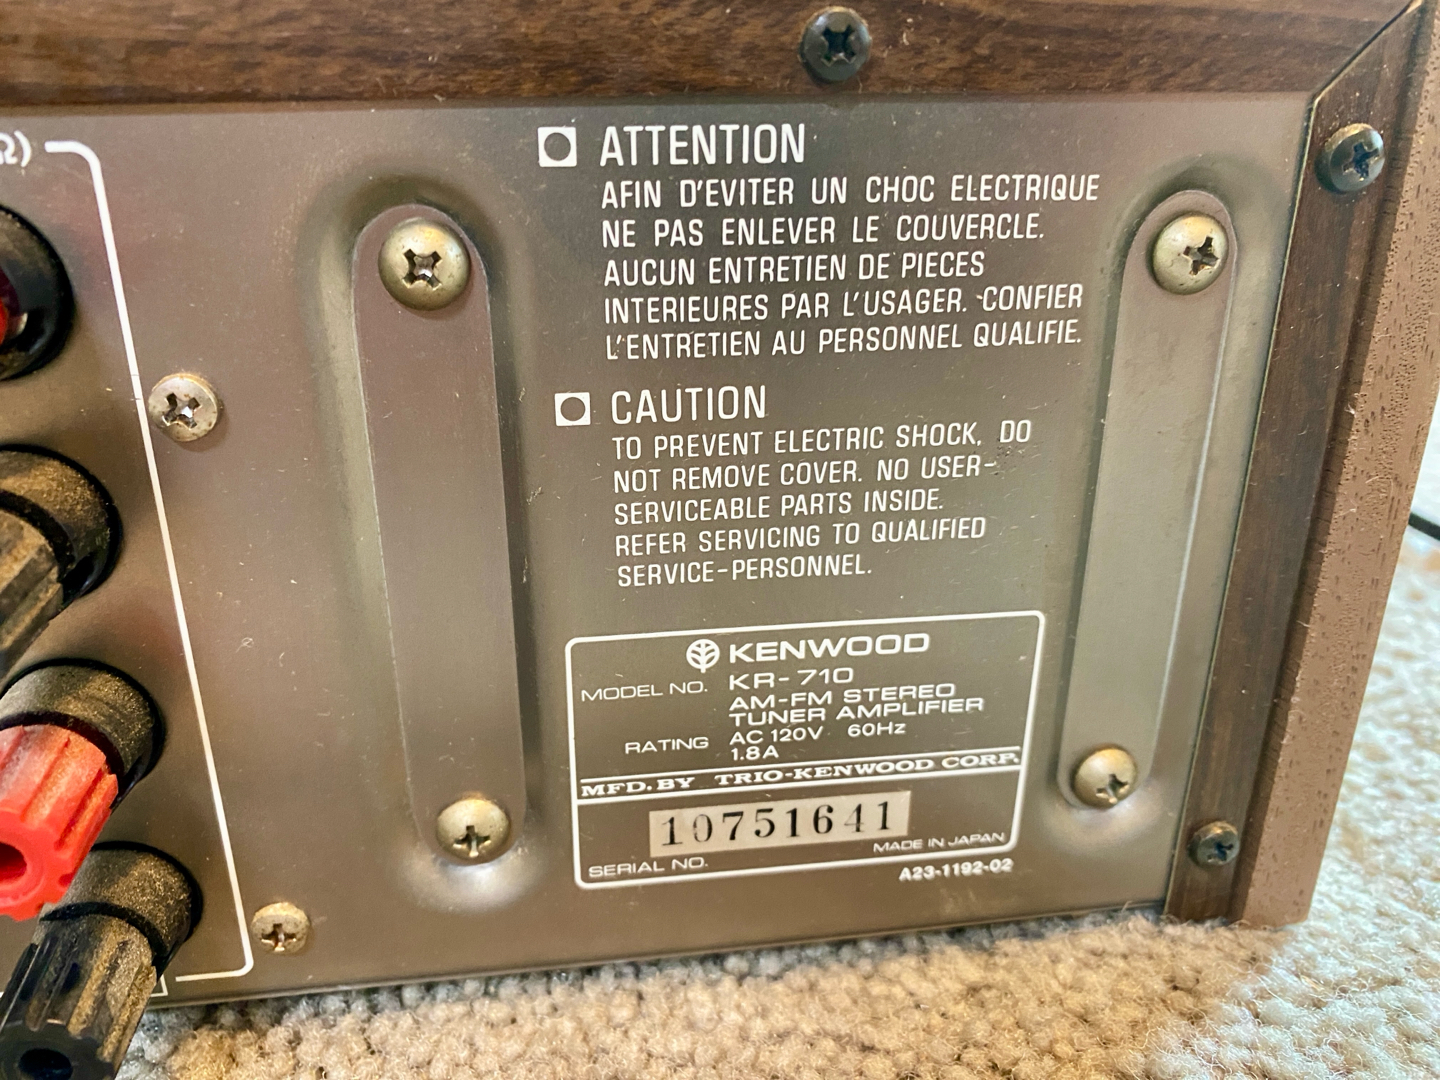 Ω)
ATTENTION
AFIN D'EVITER UN CHOC ELECTRIQUE
NE PAS ENLEVER LE COUVERCLE.
AUCUN ENTRETIEN DE PIECES
INTERIEURES PAR L'USAGER. CONFIER
L'ENTRETIEN AU PERSONNEL QUALIFIE.
CAUTION
TO PREVENT ELECTRIC SHOCK, DO
NOT REMOVE COVER. NO USER-
SERVICEABLE PARTS INSIDE.
REFER SERVICING TO QUALIFIED
SERVICE-PERSONNEL.
KENWOOD
MODEL NO. KR-710
AM-FM STEREO
TUNER AMPLIFIER
RATING AC 120V 60Hz
1.8A
MFD. BY TRIO-KENWOOD CORP.
10751641
SERIAL NO. MADE IN JAPAN
A23-1192-02